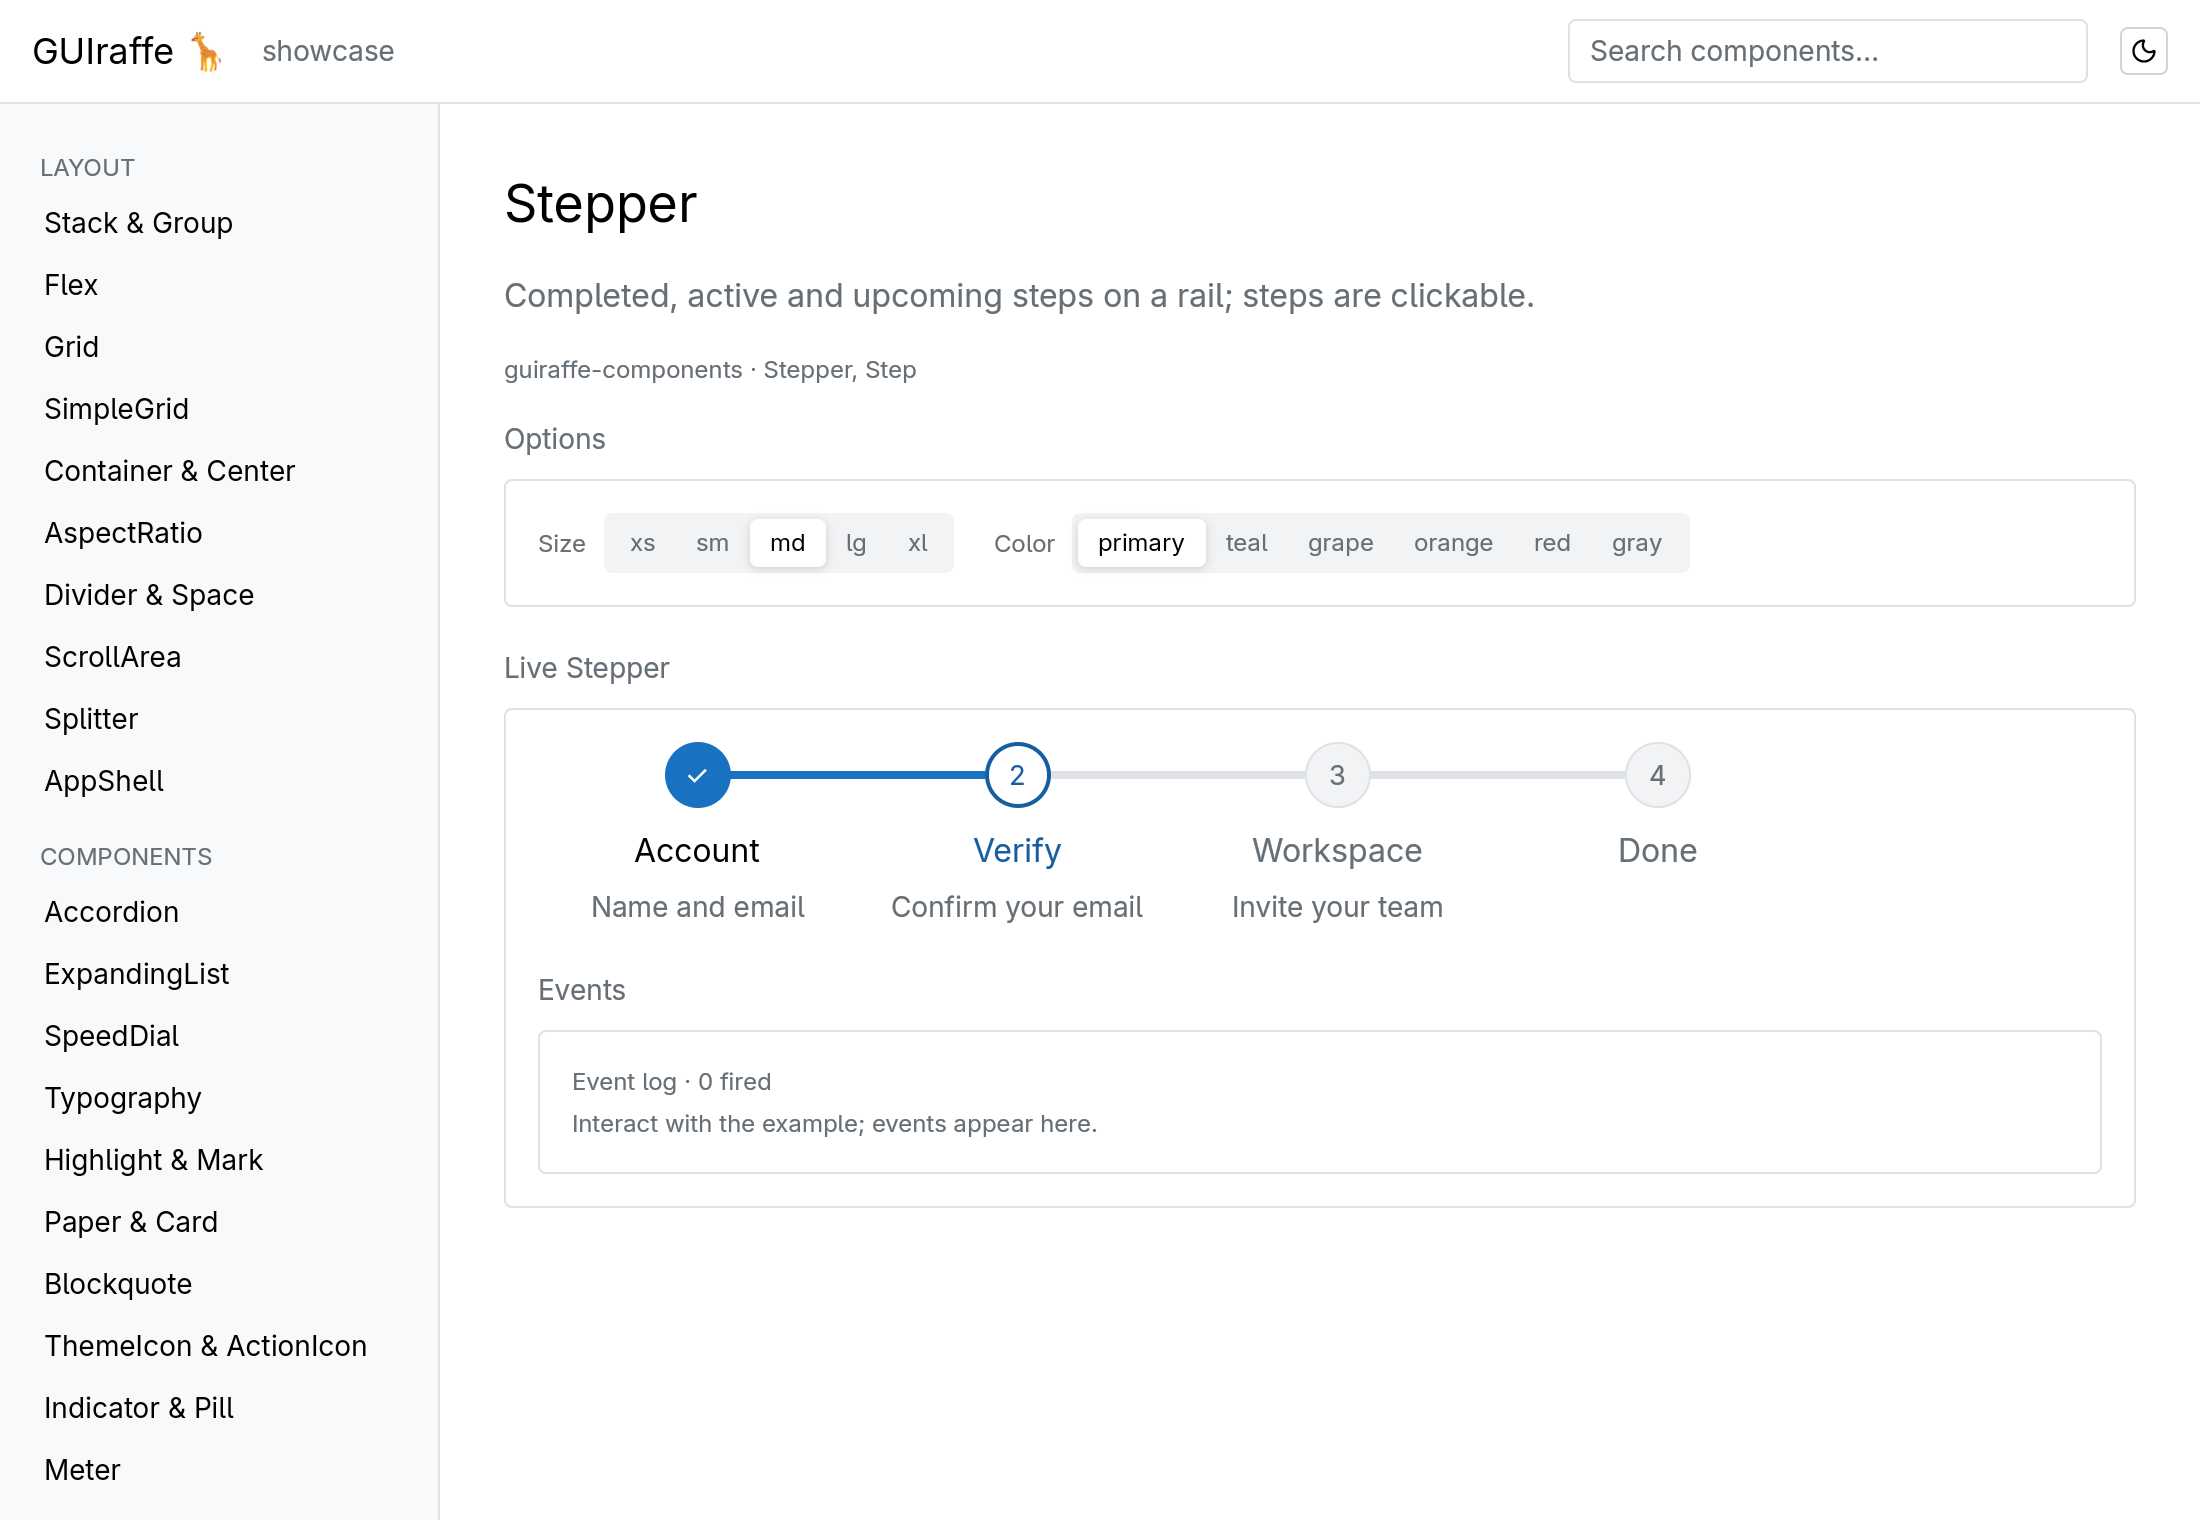 GUIraffe 🦒 showcase
Search components...
LAYOUT
Stack & Group
Flex
Grid
SimpleGrid
Container & Center
AspectRatio
Divider & Space
ScrollArea
Splitter
AppShell
COMPONENTS
Accordion
ExpandingList
SpeedDial
Typography
Highlight & Mark
Paper & Card
Blockquote
ThemeIcon & ActionIcon
Indicator & Pill
Meter
Stepper
Completed, active and upcoming steps on a rail; steps are clickable.
guiraffe-components · Stepper, Step
Options
Size xs sm md lg xl Color primary teal grape orange red gray
Live Stepper
2 3 4
Account Verify Workspace Done
Name and email Confirm your email Invite your team
Events
Event log · 0 fired
Interact with the example; events appear here.